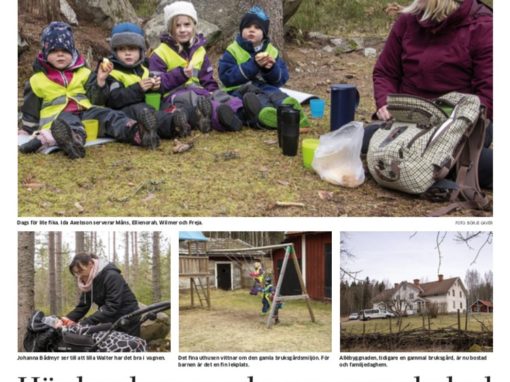 Dags för lite fika. Ida Axelsson serverar Måns, Ellenorah, Wilmer och Freja.
FOTO: BÖRJE GAVÉR
Johanna Bådmyr ser till att lilla Walter har det bra i vagnen.
Det fina uthusen vittnar om den gamla bruksgårdsmiljön. För
barnen är det en fin lekplats.
Allébyggnaden, tidigare en gammal bruksgård, är nu bostad
och familjedaghem.